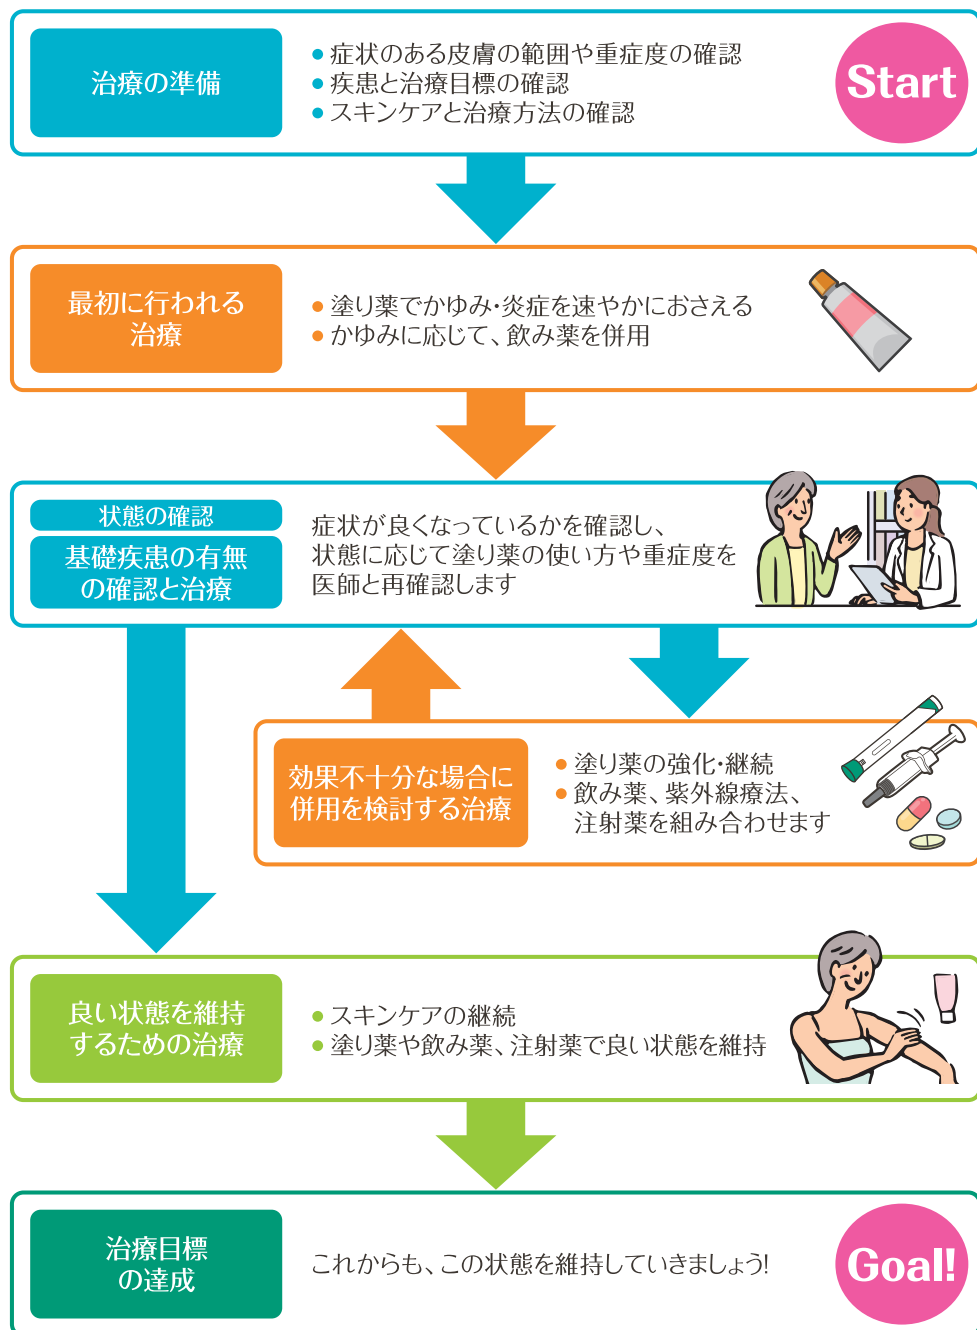 治療の準備
● 症状のある皮膚の範囲や重症度の確認
● 疾患と治療目標の確認
● スキンケアと治療方法の確認
Start
最初に行われる
治療
● 塗り薬でかゆみ・炎症を速やかにおさえる
● かゆみに応じて、飲み薬を併用
状態の確認
基礎疾患の有無
の確認と治療
症状が良くなっているかを確認し、
状態に応じて塗り薬の使い方や重症度を
医師と再確認します
効果不十分な場合に
併用を検討する治療
● 塗り薬の強化・継続
● 飲み薬、紫外線療法、
注射薬を組み合わせます
良い状態を維持
するための治療
● スキンケアの継続
● 塗り薬や飲み薬、注射薬で良い状態を維持
治療目標
の達成
これからも、この状態を維持していきましょう!
Goal!